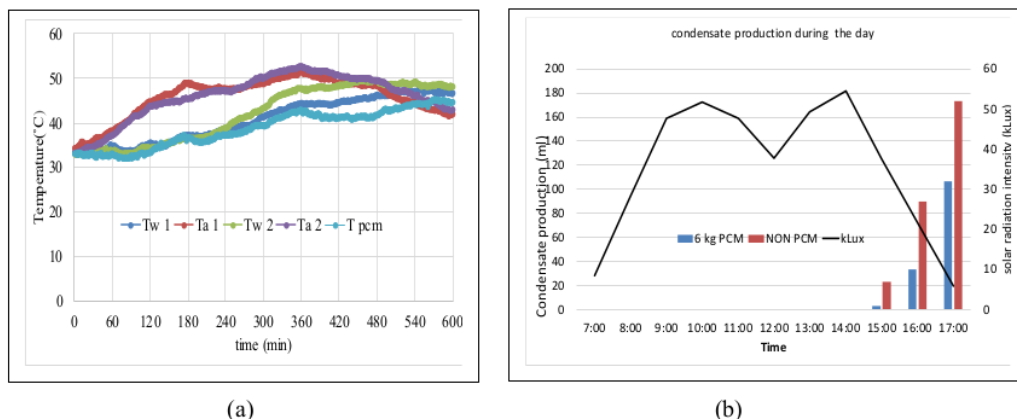 60
50
40
30
20
10
0
Temperature(°C)
Tw 1 Ta 1 Tw 2 Ta 2 T pcm
0 60 120 180 240 300 360 420 480 540 600
time (min)
(a)
condensate production during the day
200
180
160
140
120
100
80
60
40
20
0
Condensate production (ml)
60
50
40
30
20
10
0
solar radiation intensity (kLux)
6 kg PCM NON PCM kLux
7:00 8:00 9:00 10:00 11:00 12:00 13:00 14:00 15:00 16:00 17:00
Time
(b)